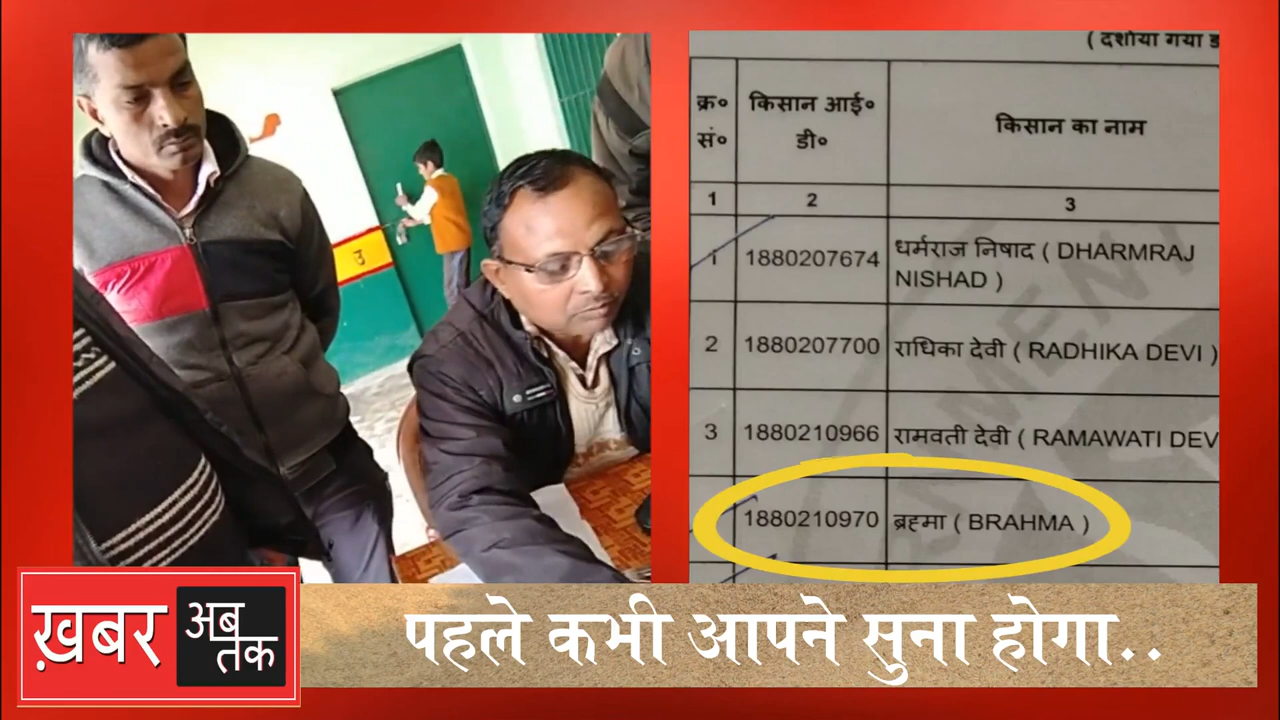 ( दर्शाया गया ड
क्र०
सं०
किसान आई०
डी०
किसान का नाम
1 2 3
1 1880207674 धर्मराज निषाद ( DHARMRAJ
NISHAD )
2 1880207700 राधिका देवी ( RADHIKA DEVI )
3 1880210966 रामवती देवी ( RAMAWATI DEV
1880210970 ब्रह्मा ( BRAHMA )
उ
ख़बर
अब
तक
पहले कभी आपने सुना होगा..